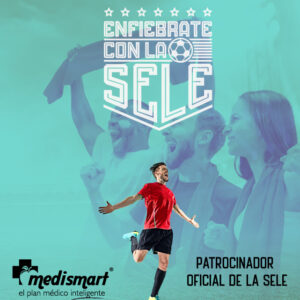 ENFIEBRATE
CON LA
SELE
medismart®
el plan médico inteligente
PATROCINADOR
OFICIAL DE LA SELE